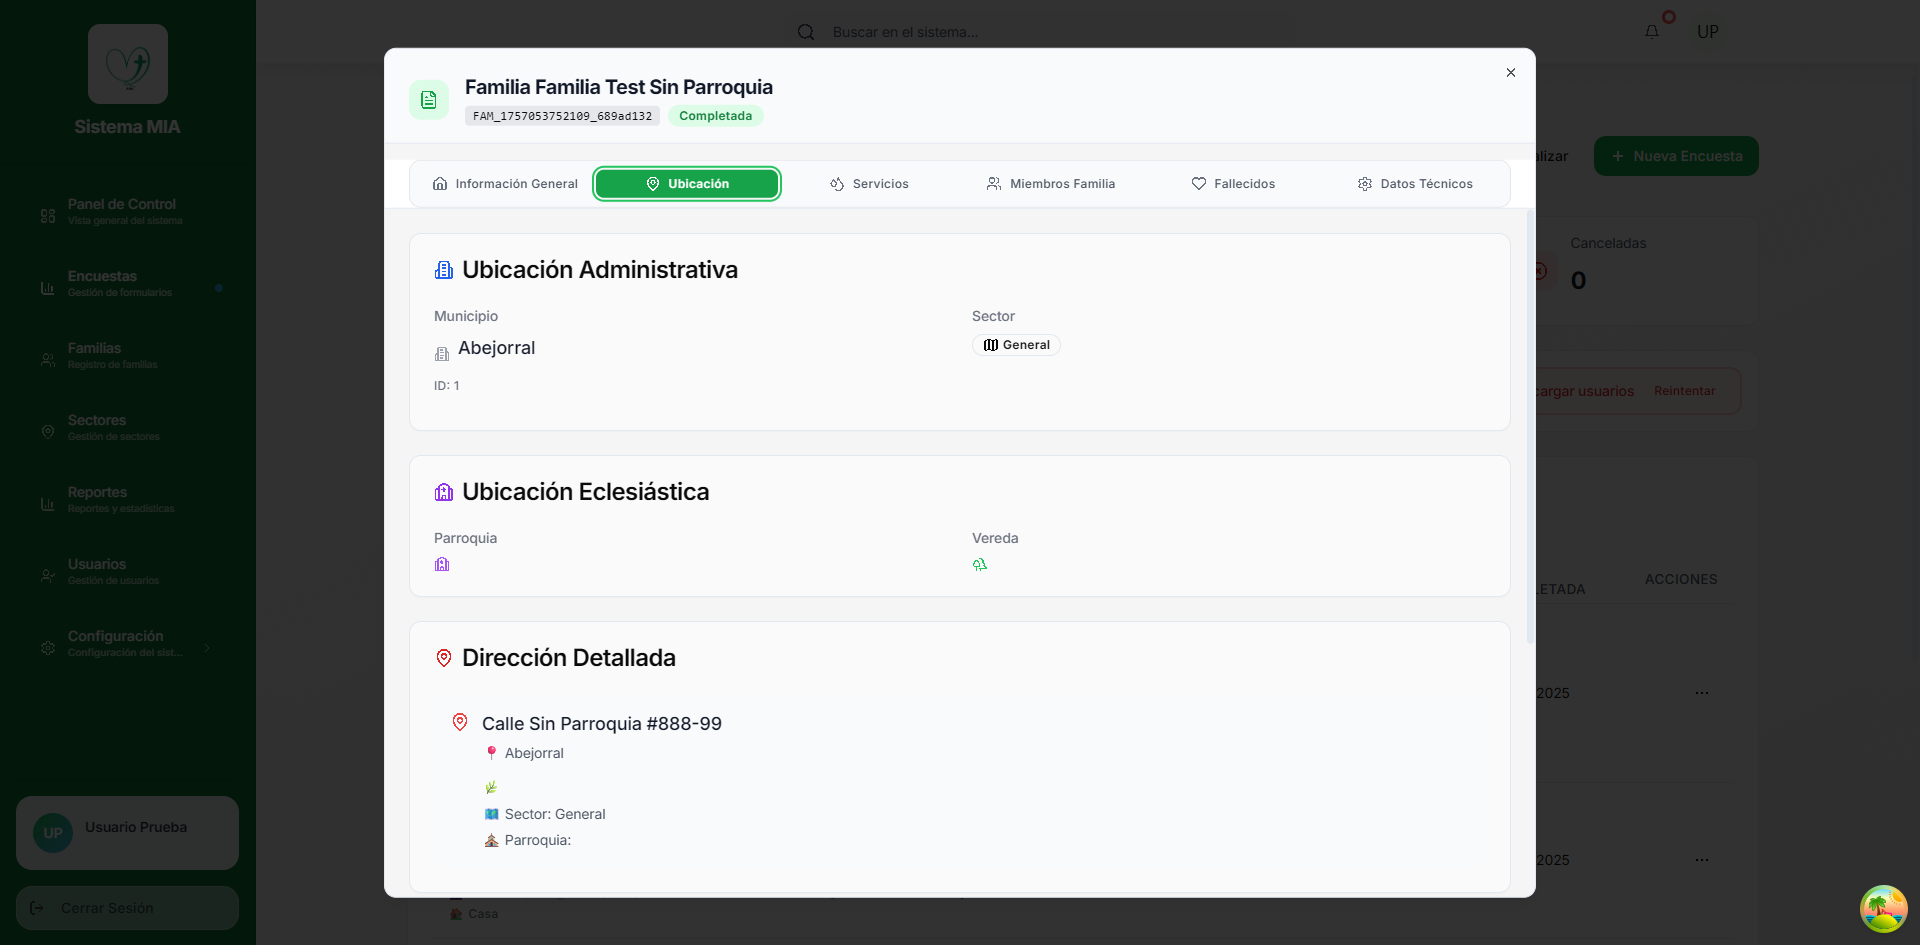 Sistema MIA
Panel de Control
Vista general del sistema
Encuestas
Gestión de formularios
Familias
Registro de familias
Sectores
Gestión de sectores
Reportes
Reportes y estadísticas
Usuarios
Gestión de usuarios
Configuración
Configuración del sist...
UP
Usuario Prueba
Cerrar Sesión
Buscar en el sistema...
UP
Familia Familia Test Sin Parroquia
FAM_1757053752109_689ad132
Completada
Información General
Ubicación
Servicios
Miembros Familia
Fallecidos
Datos Técnicos
Ubicación Administrativa
Municipio
Abejorral
ID: 1
Sector
General
Ubicación Eclesiástica
Parroquia
Vereda
Dirección Detallada
Calle Sin Parroquia #888-99
Abejorral
Sector: General
Parroquia:
alizar
Nueva Encuesta
Canceladas
0
cargar usuarios
Reintentar
LETADA
ACCIONES
2025
...
2025
...
Casa